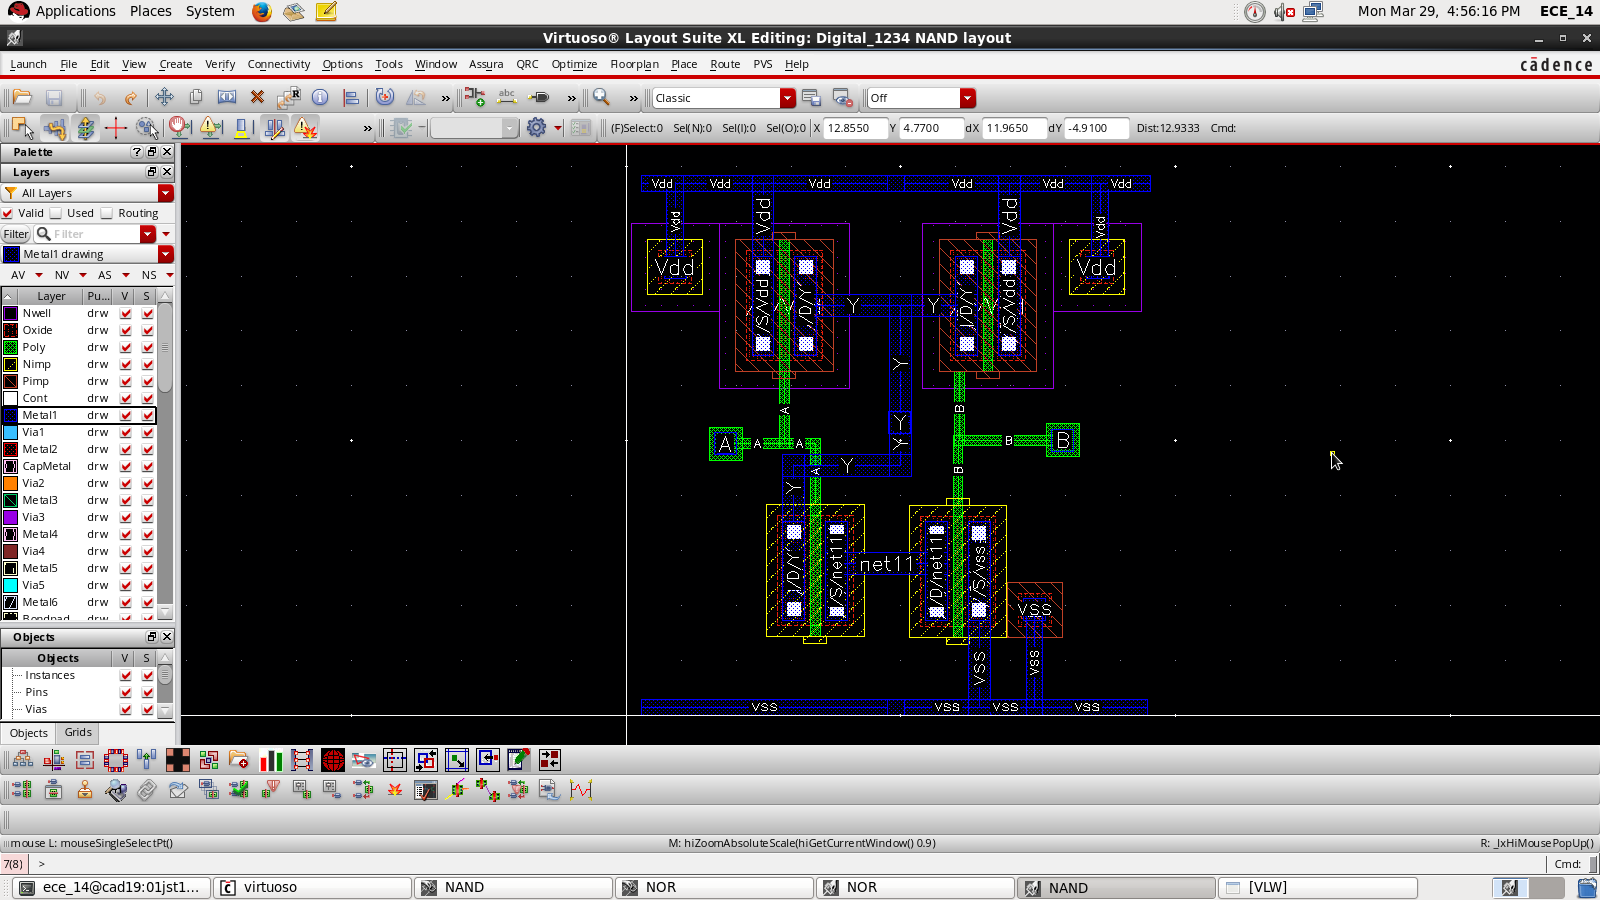 Applications Places System Mon Mar 29, 4:56:16 PM ECE_14
Virtuoso® Layout Suite XL Editing: Digital_1234 NAND layout
Launch File Edit View Create Verify Connectivity Options Tools Window Assura QRC Optimize Floorplan Place Route PVS Help cādence
» abc » » Classic Off
» (F)Select:0 Sel(N):0 Sel(I):0 Sel(O):0 X 12.8550 Y 4.7700 dX 11.9650 dY -4.9100 Dist:12.9333 Cmd:
Palette
Layers
All Layers
Valid Used Routing
Filter Filter
Metal1 drawing
AV NV AS NS
Layer Pu... V S
Nwell drw
Oxide drw
Poly drw
Nimp drw
Pimp drw
Cont drw
Metal1 drw
Via1 drw
Metal2 drw
CapMetal drw
Via2 drw
Metal3 drw
Via3 drw
Metal4 drw
Via4 drw
Metal5 drw
Via5 drw
Metal6 drw
Bondpad drw
Objects
Objects V S
Instances
Pins
Vias
Objects Grids
Vdd Vdd Vdd Vdd Vdd Vdd
Vdd Vdd Vdd Vdd
Vdd Vdd
/S/Vdd /D/Y /D/Y /S/Vdd
Y Y
Y
A B
Y
A A A Y B B
Y A B
Y
/D/Y /S/net11 net11 /D/net11 /S/vss
vss
vss vss
vss vss vss vss
mouse L: mouseSingleSelectPt() M: hiZoomAbsoluteScale(hiGetCurrentWindow() 0.9) R: _lxHiMousePopUp()
7(8) > Cmd:
ece_14@cad19:01jst1... virtuoso NAND NOR NOR NAND [VLW]